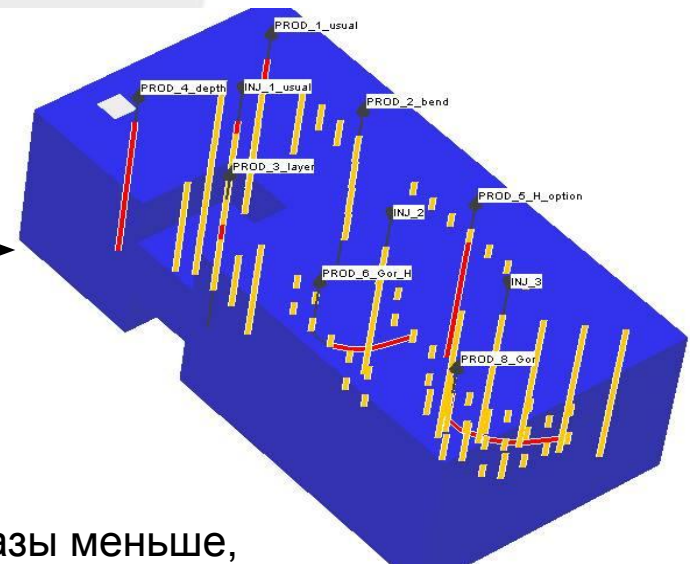 PROD_1_usual
PROD_4_depth
INJ_1_usual
PROD_2_bend
PROD_3_layer
PROD_5_H_option
INJ_2
PROD_6_Gor_H
INJ_3
PROD_8_Gor
азы меньше,